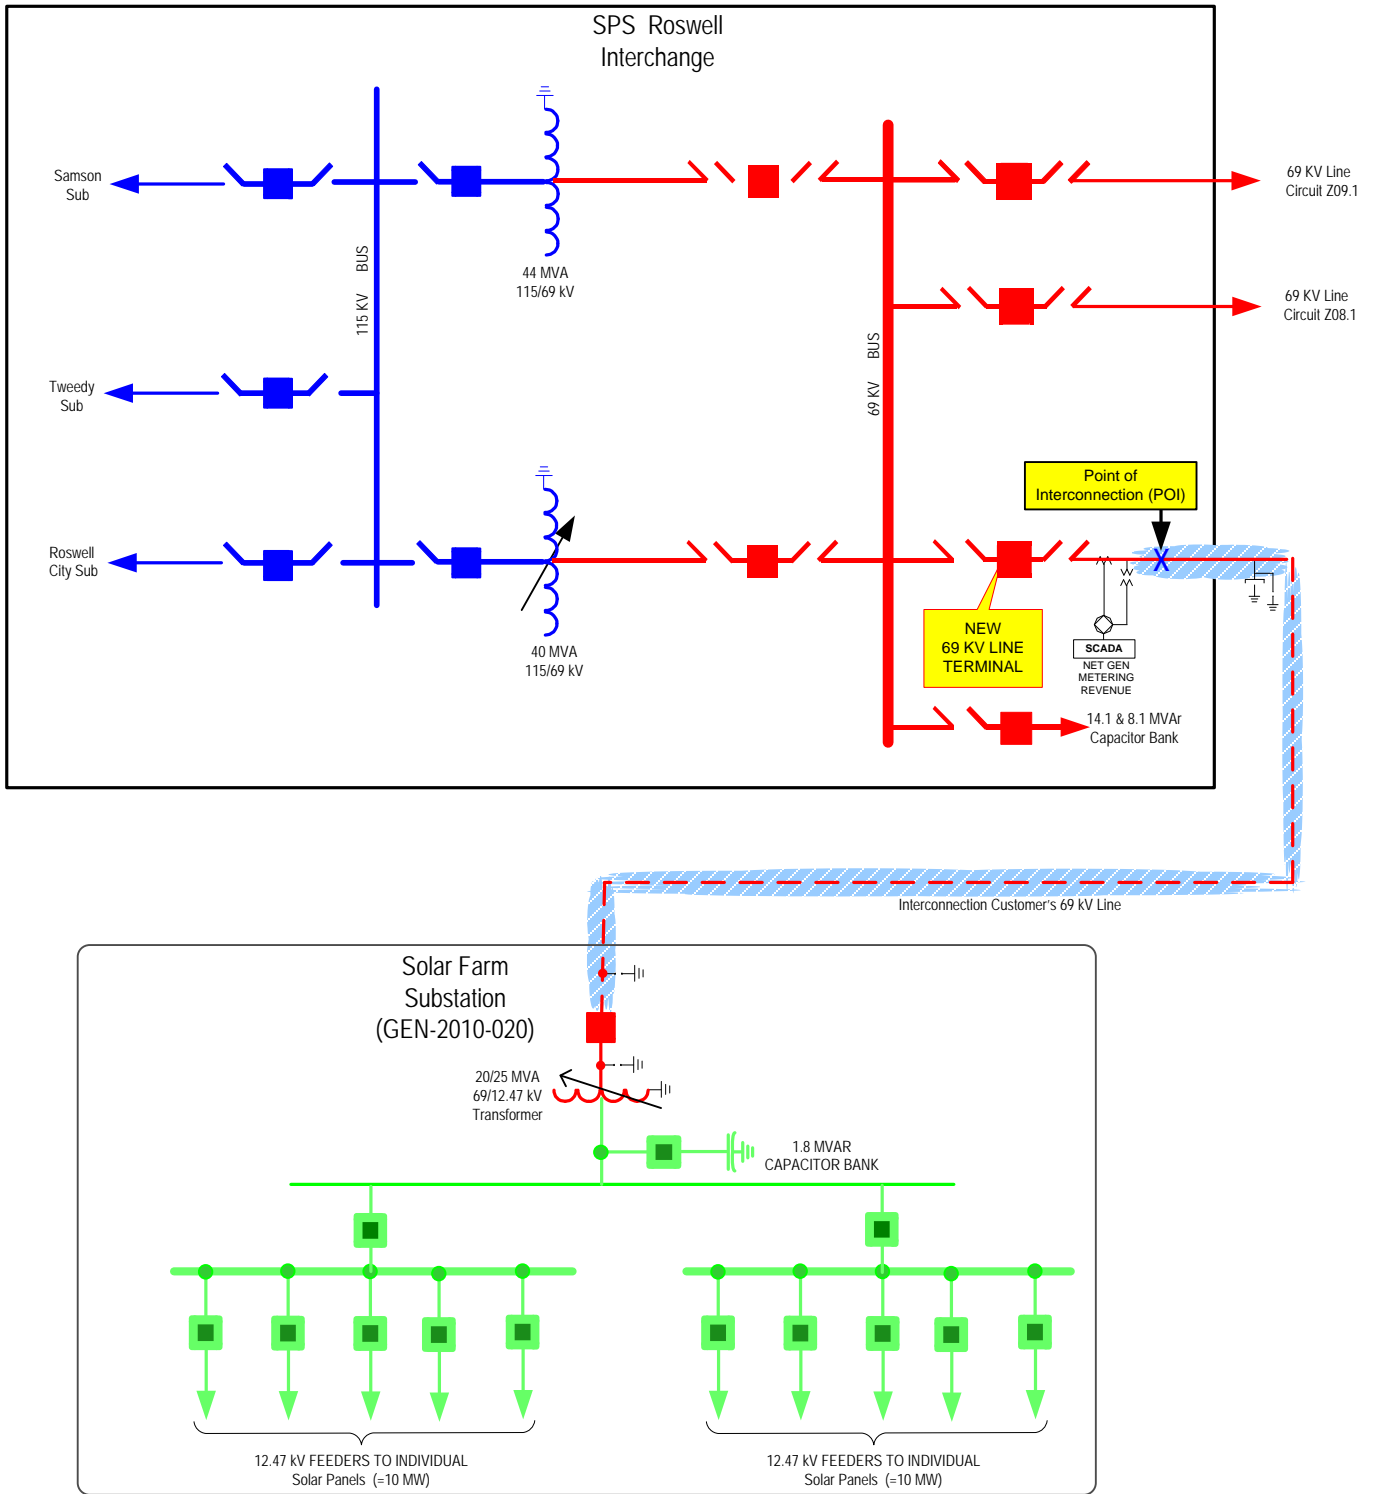 SPS Roswell
Interchange
Samson
Sub
115 KV BUS
44 MVA
115/69 kV
69 KV Line
Circuit Z09.1
69 KV Line
Circuit Z08.1
Tweedy
Sub
69 KV BUS
Point of
Interconnection (POI)
Roswell
City Sub
X
40 MVA
115/69 kV
NEW
69 KV LINE
TERMINAL
SCADA
NET GEN
METERING
REVENUE
14.1 & 8.1 MVAr
Capacitor Bank
Interconnection Customer's 69 kV Line
Solar Farm
Substation
(GEN-2010-020)
20/25 MVA
69/12.47 kV
Transformer
1.8 MVAR
CAPACITOR BANK
12.47 kV FEEDERS TO INDIVIDUAL
Solar Panels (=10 MW)
12.47 kV FEEDERS TO INDIVIDUAL
Solar Panels (=10 MW)